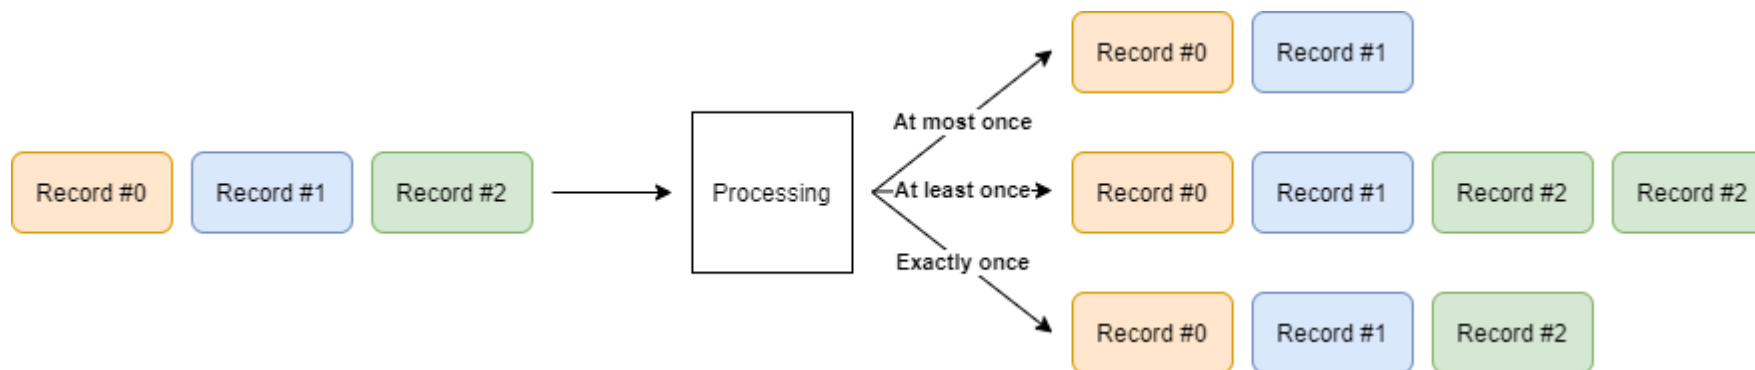 Record #0 Record #1
At most once
Record #0 Record #1 Record #2 Processing At least once Record #0 Record #1 Record #2 Record #2
Exactly once
Record #0 Record #1 Record #2